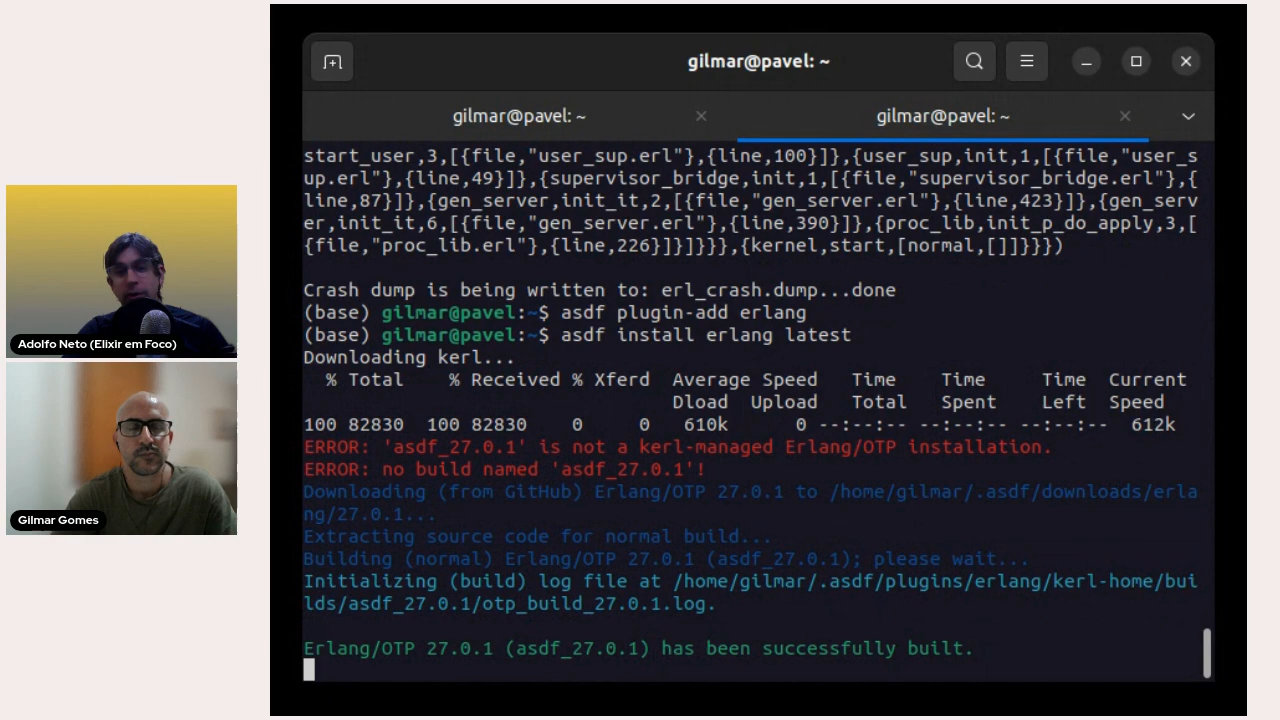 gilmar@pavel: ~
gilmar@pavel: ~
gilmar@pavel: ~
start_user,3,[{file,"user_sup.erl"},{line,100}]},{user_sup,init,1,[{file,"user_s
up.erl"},{line,49}]},{supervisor_bridge,init,1,[{file,"supervisor_bridge.erl"},{
line,87}]},{gen_server,init_it,2,[{file,"gen_server.erl"},{line,423}]},{gen_serv
er,init_it,6,[{file,"gen_server.erl"},{line,390}]},{proc_lib,init_p_do_apply,3,[
{file,"proc_lib.erl"},{line,226}]}]}}},{kernel,start,[normal,[]]}}})
Crash dump is being written to: erl_crash.dump...done
(base) gilmar@pavel:~$ asdf plugin-add erlang
(base) gilmar@pavel:~$ asdf install erlang latest
Downloading kerl...
% Total % Received % Xferd Average Speed Time Time Time Current
Dload Upload Total Spent Left Speed
100 82830 100 82830 0 0 610k 0 --:--:-- --:--:-- --:--:-- 612k
ERROR: 'asdf_27.0.1' is not a kerl-managed Erlang/OTP installation.
ERROR: no build named 'asdf_27.0.1'!
Downloading (from GitHub) Erlang/OTP 27.0.1 to /home/gilmar/.asdf/downloads/erla
ng/27.0.1...
Extracting source code for normal build...
Building (normal) Erlang/OTP 27.0.1 (asdf_27.0.1); please wait...
Initializing (build) log file at /home/gilmar/.asdf/plugins/erlang/kerl-home/bui
lds/asdf_27.0.1/otp_build_27.0.1.log.
Erlang/OTP 27.0.1 (asdf_27.0.1) has been successfully built.
Adolfo Neto (Elixir em Foco)
Gilmar Gomes